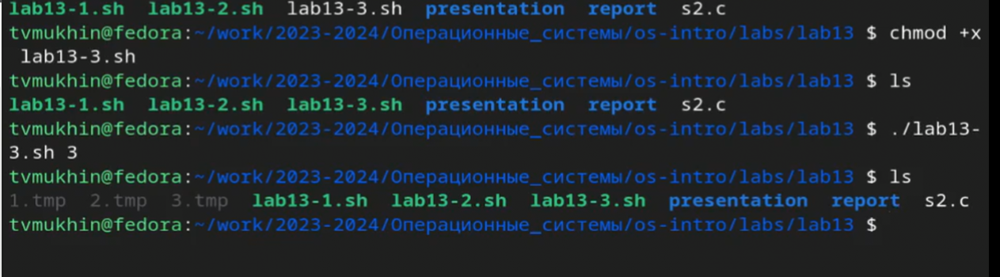 lab13-1.sh  lab13-2.sh  lab13-3.sh  presentation  report  s2.c
tvmukhin@fedora:~/work/2023-2024/Операционные_системы/os-intro/labs/lab13 $ chmod +x
 lab13-3.sh
tvmukhin@fedora:~/work/2023-2024/Операционные_системы/os-intro/labs/lab13 $ ls
lab13-1.sh  lab13-2.sh  lab13-3.sh  presentation  report  s2.c
tvmukhin@fedora:~/work/2023-2024/Операционные_системы/os-intro/labs/lab13 $ ./lab13-
3.sh 3
tvmukhin@fedora:~/work/2023-2024/Операционные_системы/os-intro/labs/lab13 $ ls
1.tmp  2.tmp  3.tmp  lab13-1.sh  lab13-2.sh  lab13-3.sh  presentation  report  s2.c
tvmukhin@fedora:~/work/2023-2024/Операционные_системы/os-intro/labs/lab13 $